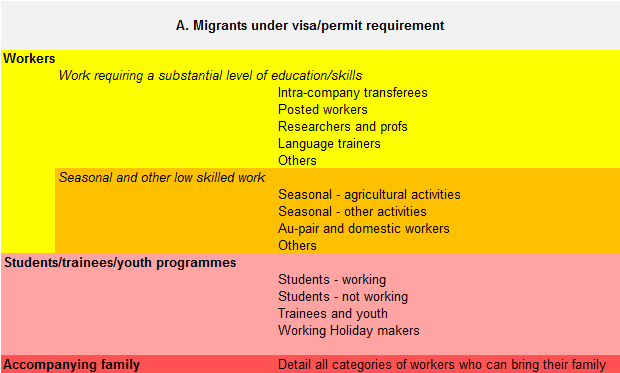 A. Migrants under visa/permit requirement
Workers
Work requiring a substantial level of education/skills
Intra-company transferees
Posted workers
Researchers and profs
Language trainers
Others
Seasonal and other low skilled work
Seasonal - agricultural activities
Seasonal - other activities
Au-pair and domestic workers
Others
Students/trainees/youth programmes
Students - working
Students - not working
Trainees and youth
Working Holiday makers
Accompanying family Detail all categories of workers who can bring their family